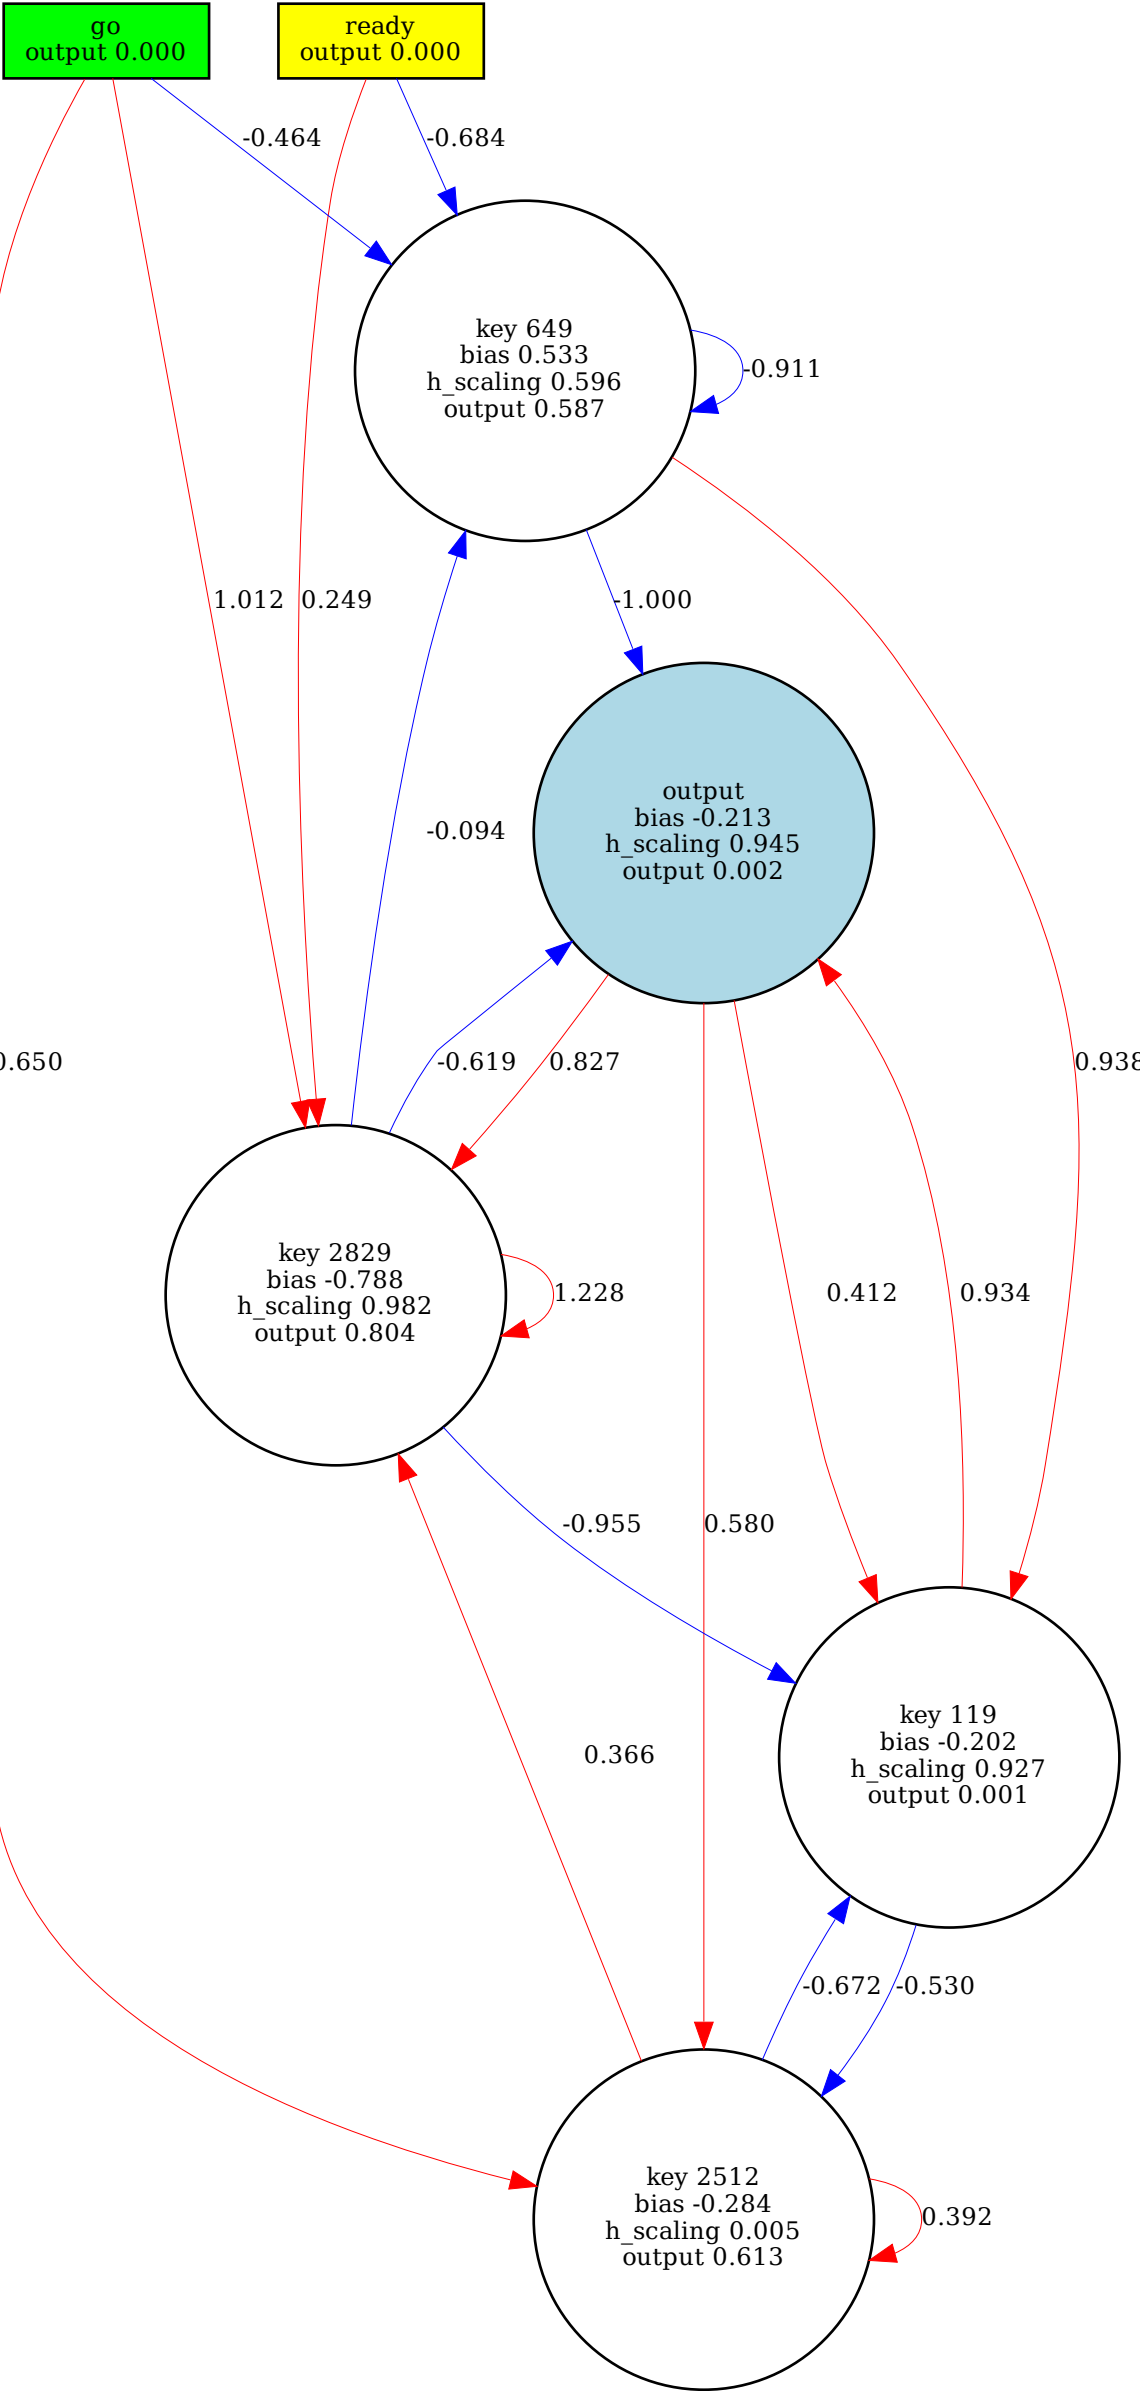 go
output 0.000
ready
output 0.000
-0.464
-0.684
key 649
bias 0.533
h_scaling 0.596
output 0.587
-0.911
1.012
0.249
-1.000
output
bias -0.213
h_scaling 0.945
output 0.002
-0.094
0.650
-0.619
0.827
0.938
key 2829
bias -0.788
h_scaling 0.982
output 0.804
1.228
0.412
0.934
-0.955
0.580
key 119
bias -0.202
h_scaling 0.927
output 0.001
0.366
-0.672
-0.530
key 2512
bias -0.284
h_scaling 0.005
output 0.613
0.392